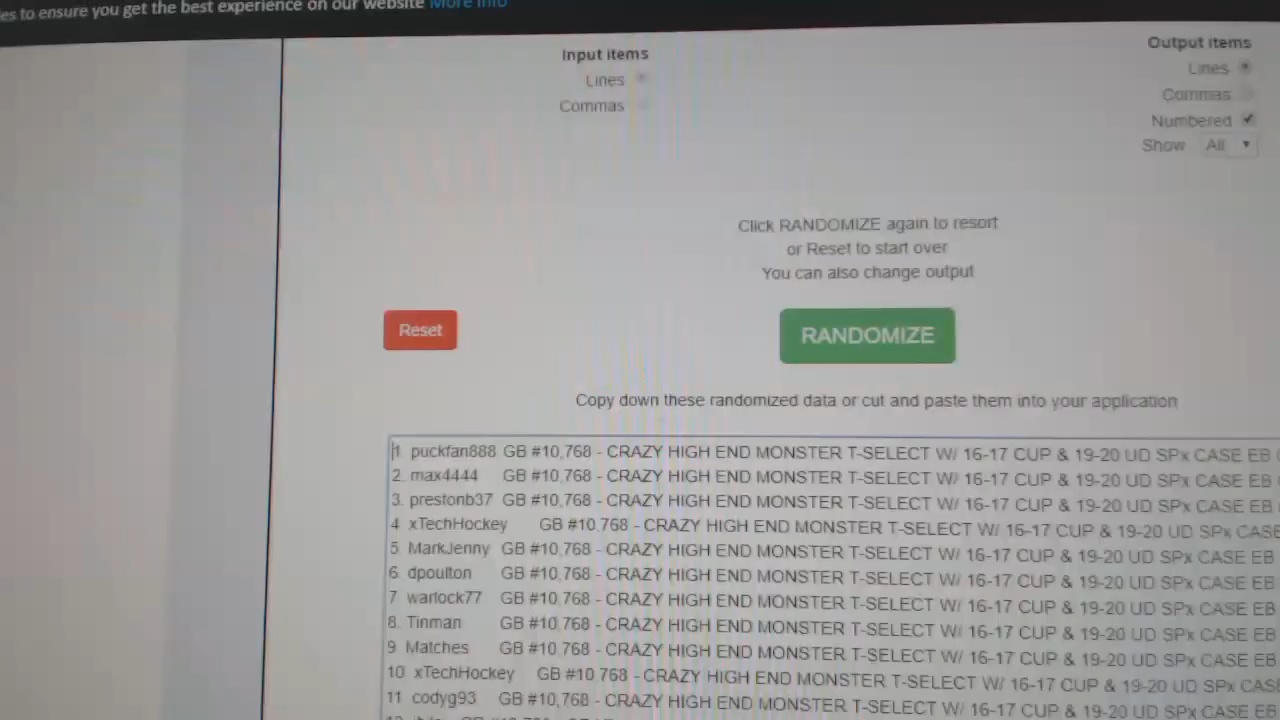 es to ensure you get the best experience on our website More info
Input items
Lines
Commas
Output items
Lines
Commas
Numbered
Show All
Click RANDOMIZE again to resort
or Reset to start over
You can also change output
Reset
RANDOMIZE
Copy down these randomized data or cut and paste them into your application
1. puckfan888 GB #10,768 - CRAZY HIGH END MONSTER T-SELECT W/ 16-17 CUP & 19-20 UD SPx CASE EB
2. max4444 GB #10,768 - CRAZY HIGH END MONSTER T-SELECT W/ 16-17 CUP & 19-20 UD SPx CASE EB
3. prestonb37 GB #10,768 - CRAZY HIGH END MONSTER T-SELECT W/ 16-17 CUP & 19-20 UD SPx CASE EB
4. xTechHockey GB #10,768 - CRAZY HIGH END MONSTER T-SELECT W/ 16-17 CUP & 19-20 UD SPx CASE
5. MarkJenny GB #10,768 - CRAZY HIGH END MONSTER T-SELECT W/ 16-17 CUP & 19-20 UD SPx CASE EB
6. dpoulton GB #10,768 - CRAZY HIGH END MONSTER T-SELECT W/ 16-17 CUP & 19-20 UD SPx CASE EB
7. warlock77 GB #10,768 - CRAZY HIGH END MONSTER T-SELECT W/ 16-17 CUP & 19-20 UD SPx CASE EB
8. Tinman GB #10,768 - CRAZY HIGH END MONSTER T-SELECT W/ 16-17 CUP & 19-20 UD SPx CASE EB
9. Matches GB #10,768 - CRAZY HIGH END MONSTER T-SELECT W/ 16-17 CUP & 19-20 UD SPx CASE EB
10. xTechHockey GB #10,768 - CRAZY HIGH END MONSTER T-SELECT W/ 16-17 CUP & 19-20 UD SPx CAS
11. codyg93 GB #10,768 - CRAZY HIGH END MONSTER T-SELECT W/ 16-17 CUP & 19-20 UD SPx CASE EB